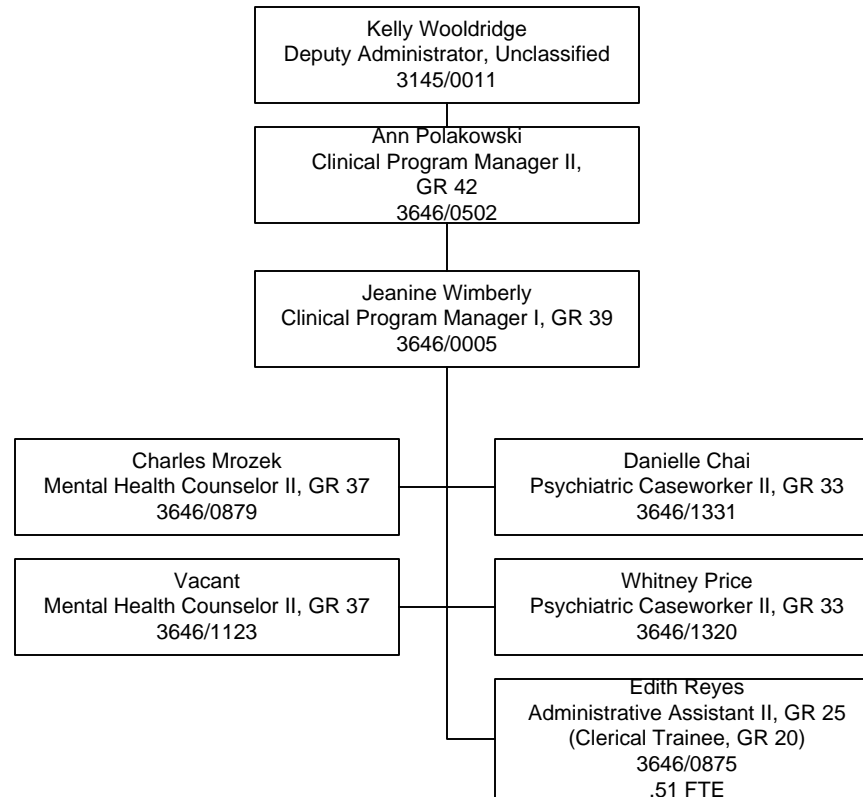 Kelly Wooldridge
Deputy Administrator, Unclassified
3145/0011
Ann Polakowski
Clinical Program Manager II,
GR 42
3646/0502
Jeanine Wimberly
Clinical Program Manager I, GR 39
3646/0005
Charles Mrozek
Mental Health Counselor II, GR 37
3646/0879
Danielle Chai
Psychiatric Caseworker II, GR 33
3646/1331
Vacant
Mental Health Counselor II, GR 37
3646/1123
Whitney Price
Psychiatric Caseworker II, GR 33
3646/1320
Edith Reyes
Administrative Assistant II, GR 25
(Clerical Trainee, GR 20)
3646/0875
.51 FTE